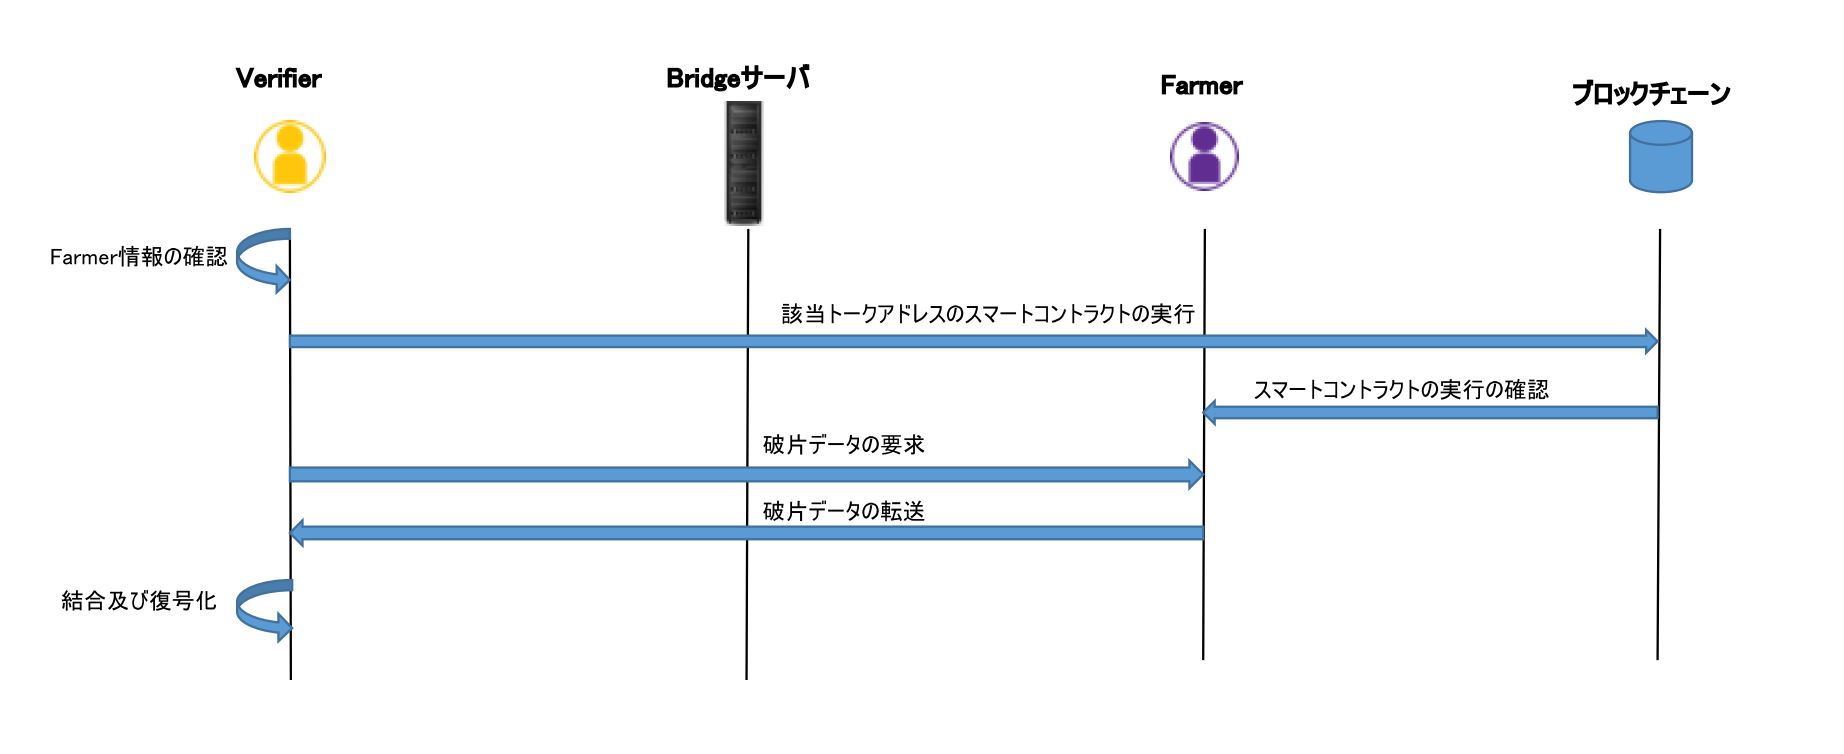 Verifier
Bridgeサーバ
Farmer
ブロックチェーン
Farmer情報の確認
該当トークアドレスのスマートコントラクトの実行
スマートコントラクトの実行の確認
破片データの要求
破片データの転送
結合及び復号化